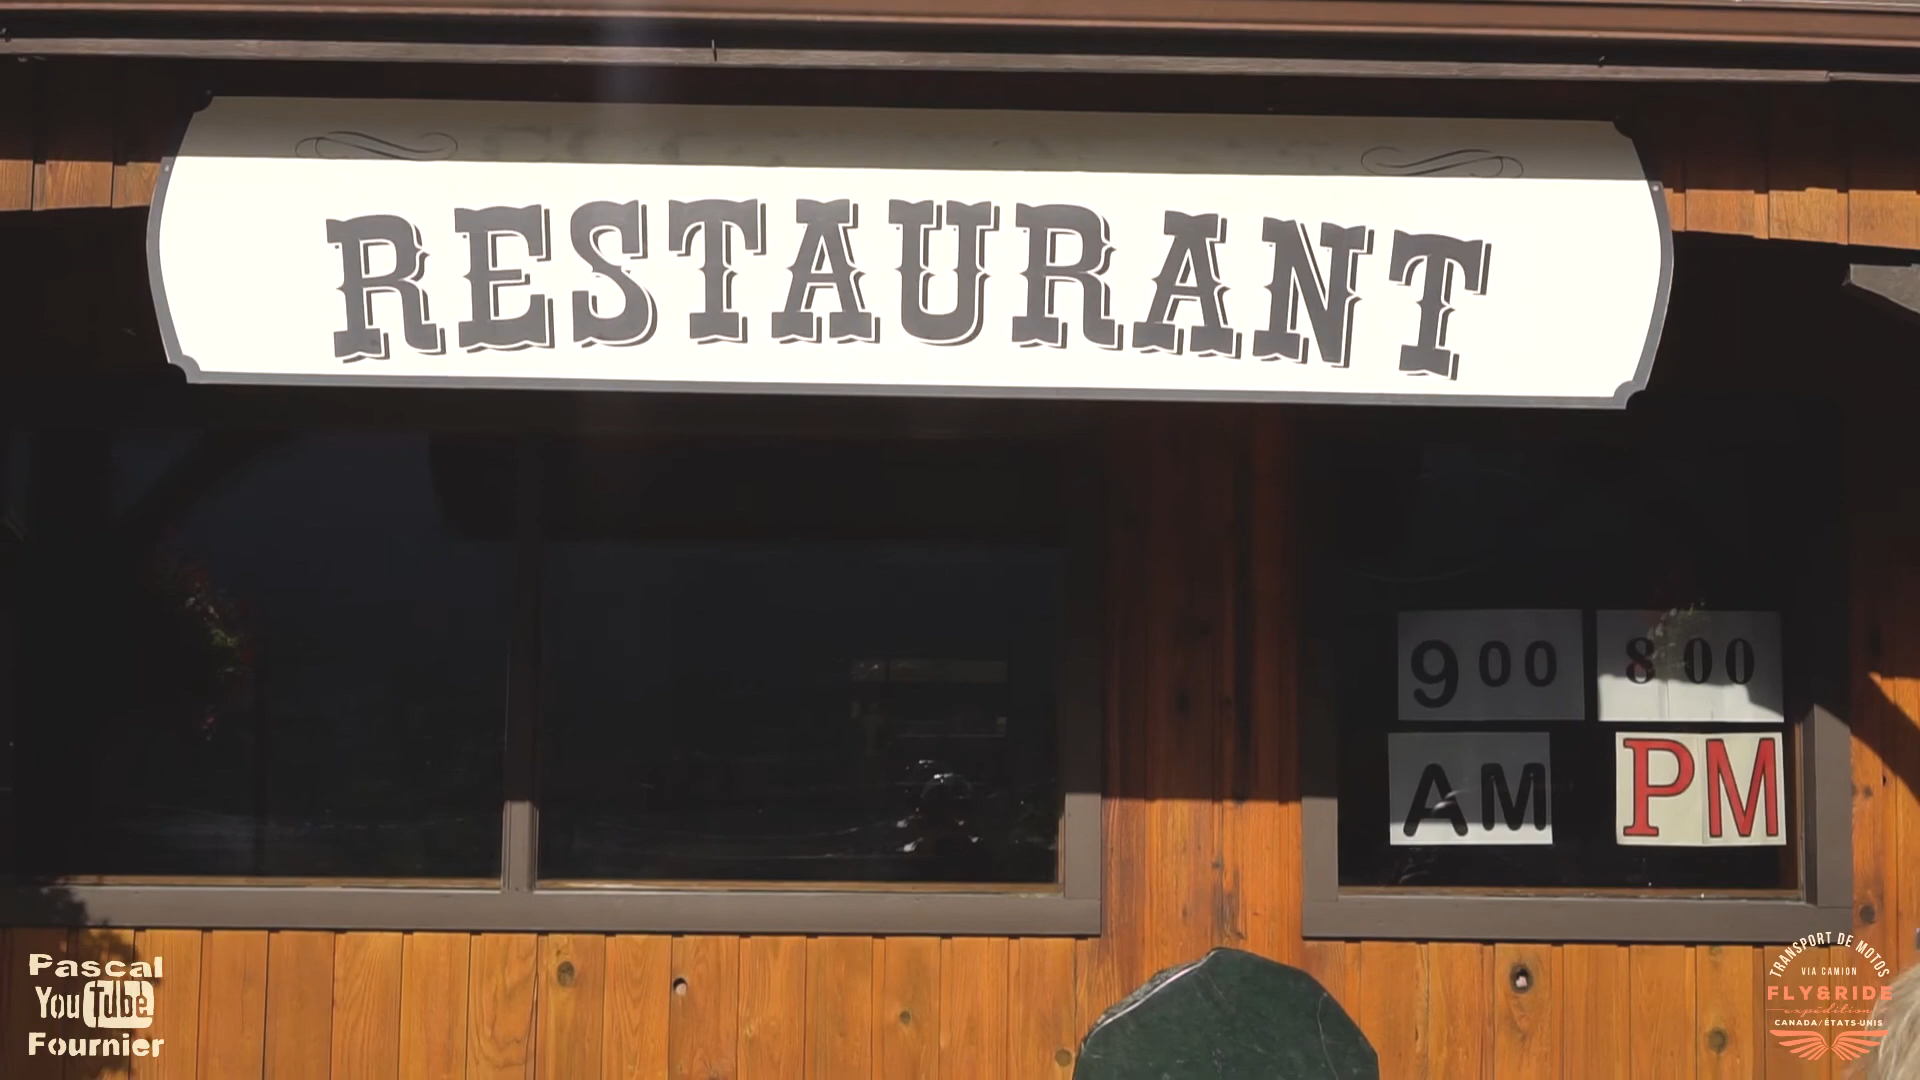 RESTAURANT
9 00
8 00
AM
PM
Pascal
YouTube
Fournier
TRANSPORT DE MOTOS
VIA CAMION
FLY&RIDE
expédition
CANADA/ÉTATS-UNIS